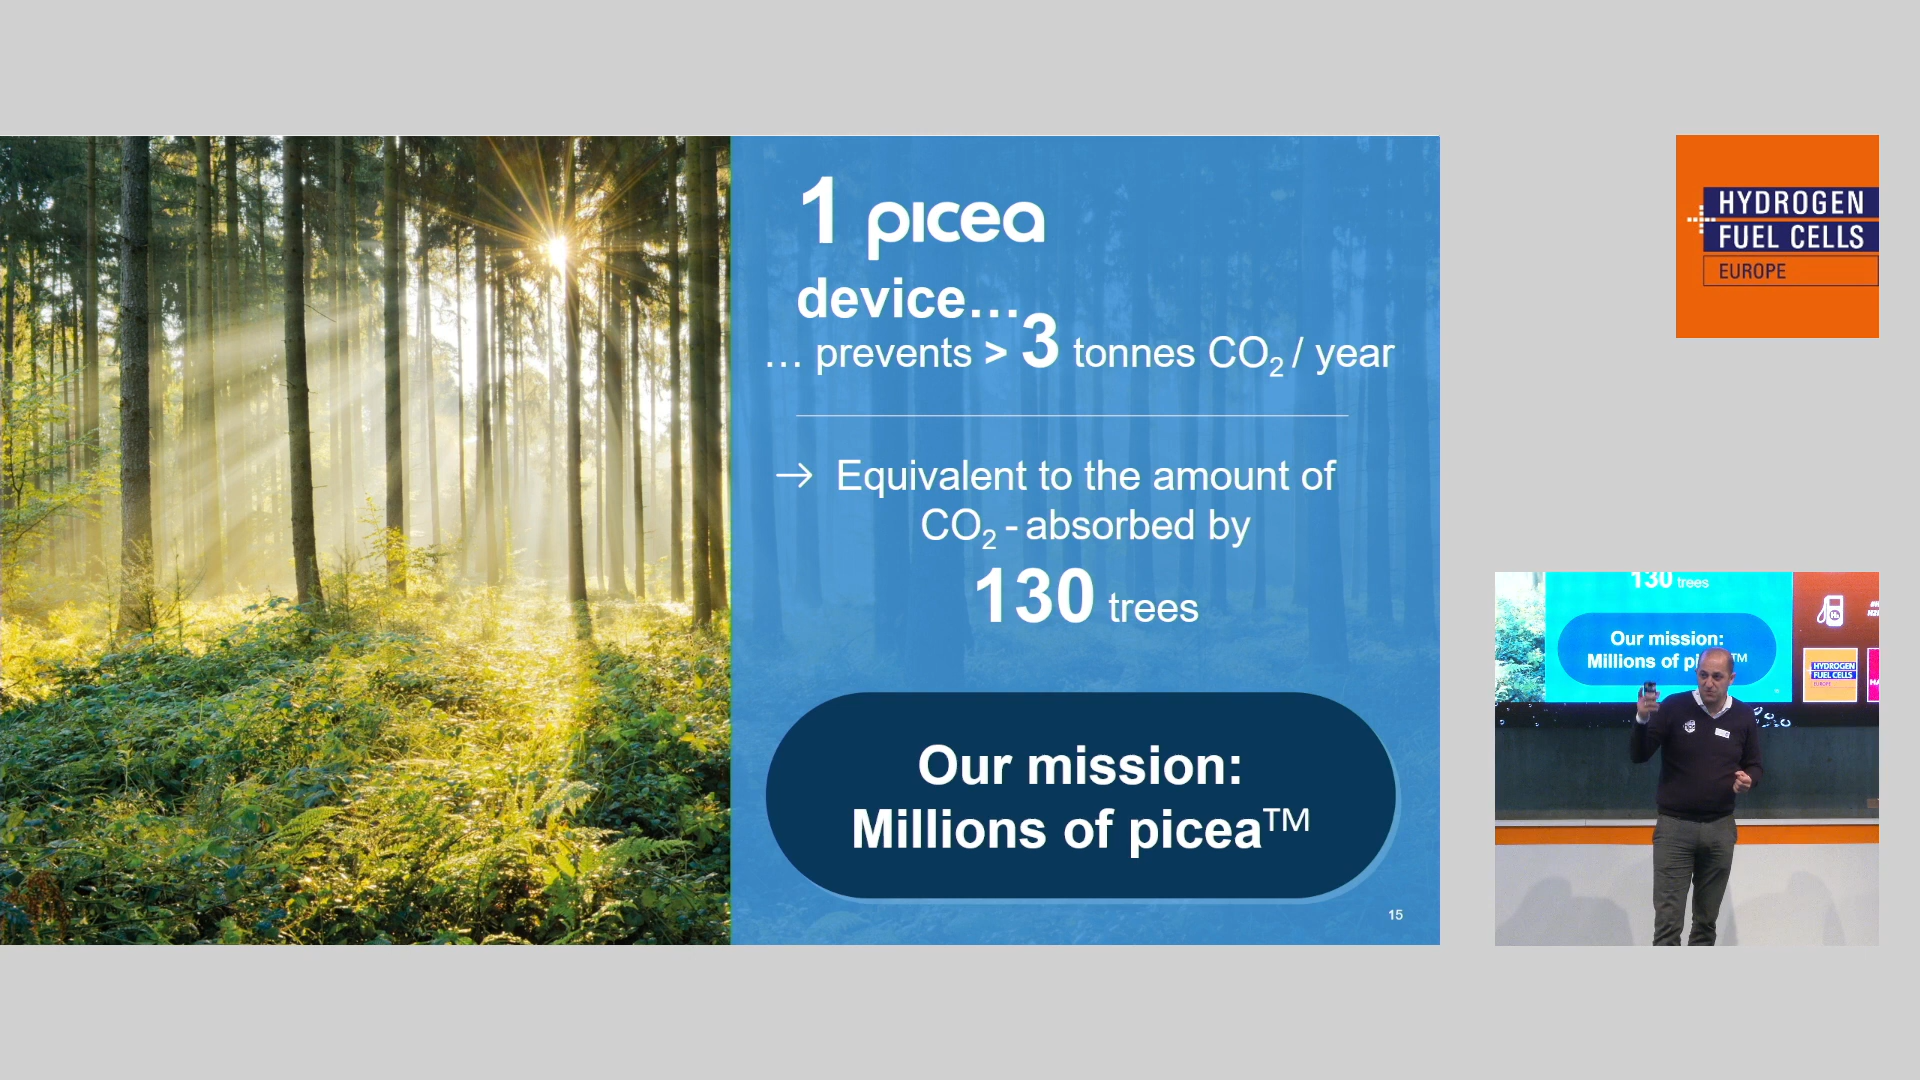 1 picea
device…
… prevents > 3 tonnes CO₂ / year
→ Equivalent to the amount of
CO₂ - absorbed by
130 trees
Our mission:
Millions of picea™
15
HYDROGEN
FUEL CELLS
EUROPE
130 trees
Our mission:
Millions of pi
TM
HYDROGEN
FUEL CELLS
EUROPE